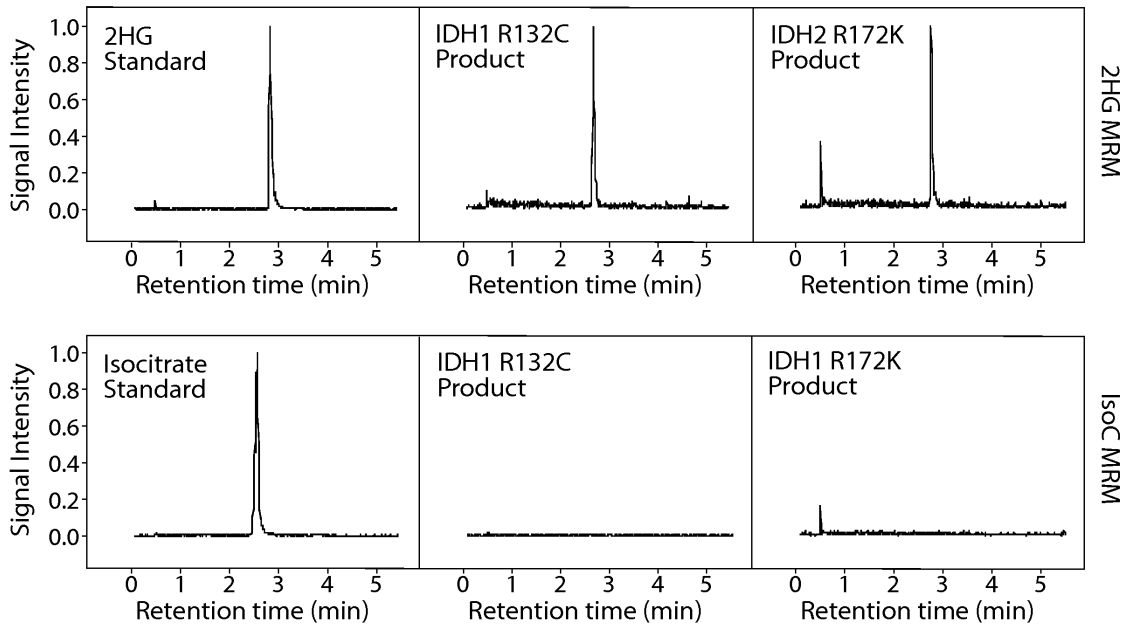 2HG
Standard
IDH1 R132C
Product
IDH2 R172K
Product
Signal Intensity
1.0
0.8
0.6
0.4
0.2
0.0
2HG MRM
0 1 2 3 4 5
0 1 2 3 4 5
0 1 2 3 4 5
Retention time (min)
Retention time (min)
Retention time (min)
Isocitrate
Standard
IDH1 R132C
Product
IDH1 R172K
Product
Signal Intensity
1.0
0.8
0.6
0.4
0.2
0.0
IsoC MRM
0 1 2 3 4 5
0 1 2 3 4 5
0 1 2 3 4 5
Retention time (min)
Retention time (min)
Retention time (min)